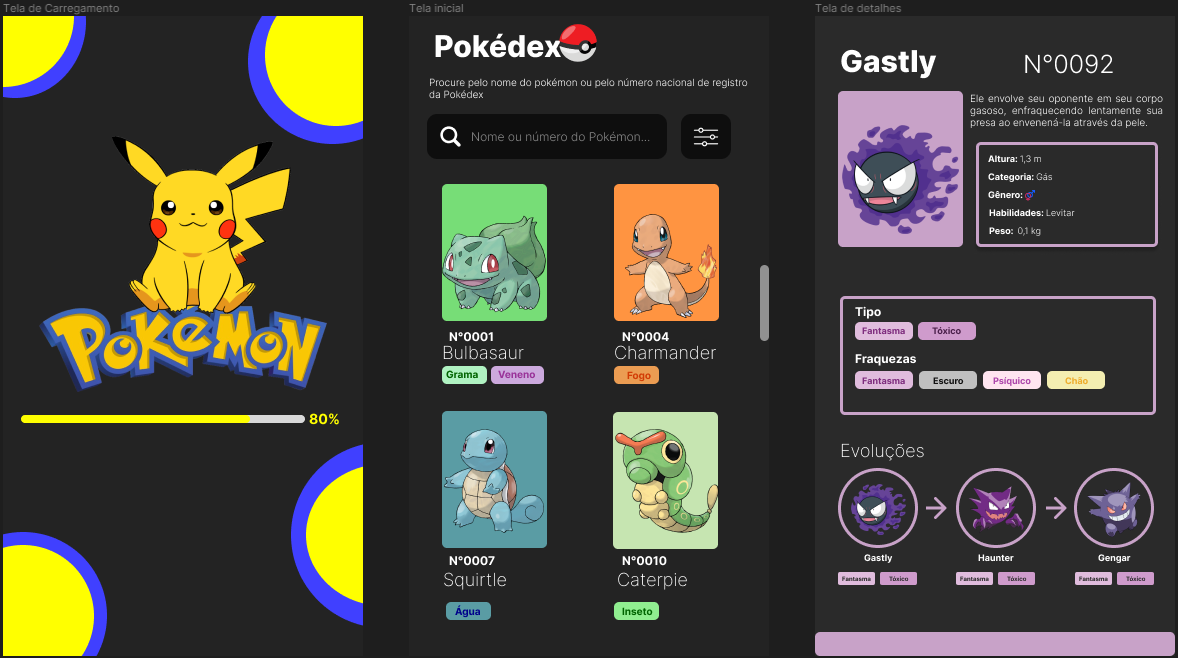 Tela de Carregamento
POKéMON
80%
Tela inicial
Pokédex
Procure pelo nome do pokémon ou pelo número nacional de registro
da Pokédex
Nome ou número do Pokémon...
N°0001
Bulbasaur
Grama Veneno
N°0004
Charmander
Fogo
N°0007
Squirtle
Água
N°0010
Caterpie
Inseto
Tela de detalhes
Gastly N°0092
Ele envolve seu oponente em seu corpo
gasoso, enfraquecendo lentamente sua
presa ao envenená-la através da pele.
Altura: 1,3 m
Categoria: Gás
Gênero:
Habilidades: Levitar
Peso: 0,1 kg
Tipo
Fantasma Tóxico
Fraquezas
Fantasma Escuro Psíquico Chão
Evoluções
Gastly
Fantasma Tóxico
Haunter
Fantasma Tóxico
Gengar
Fantasma Tóxico